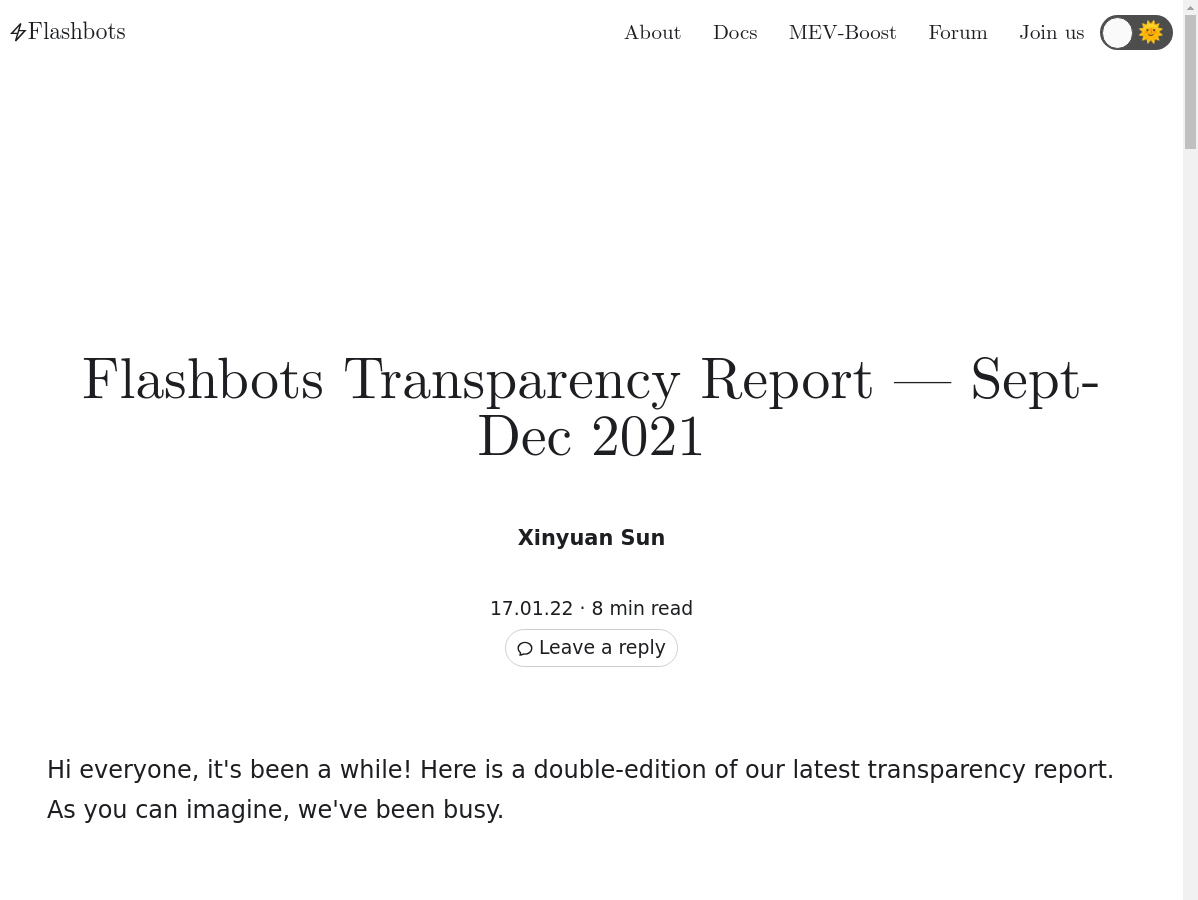 Flashbots
About Docs MEV-Boost Forum Join us
Flashbots Transparency Report — Sept-
Dec 2021
Xinyuan Sun
17.01.22 · 8 min read
Leave a reply
Hi everyone, it's been a while! Here is a double-edition of our latest transparency report.
As you can imagine, we've been busy.